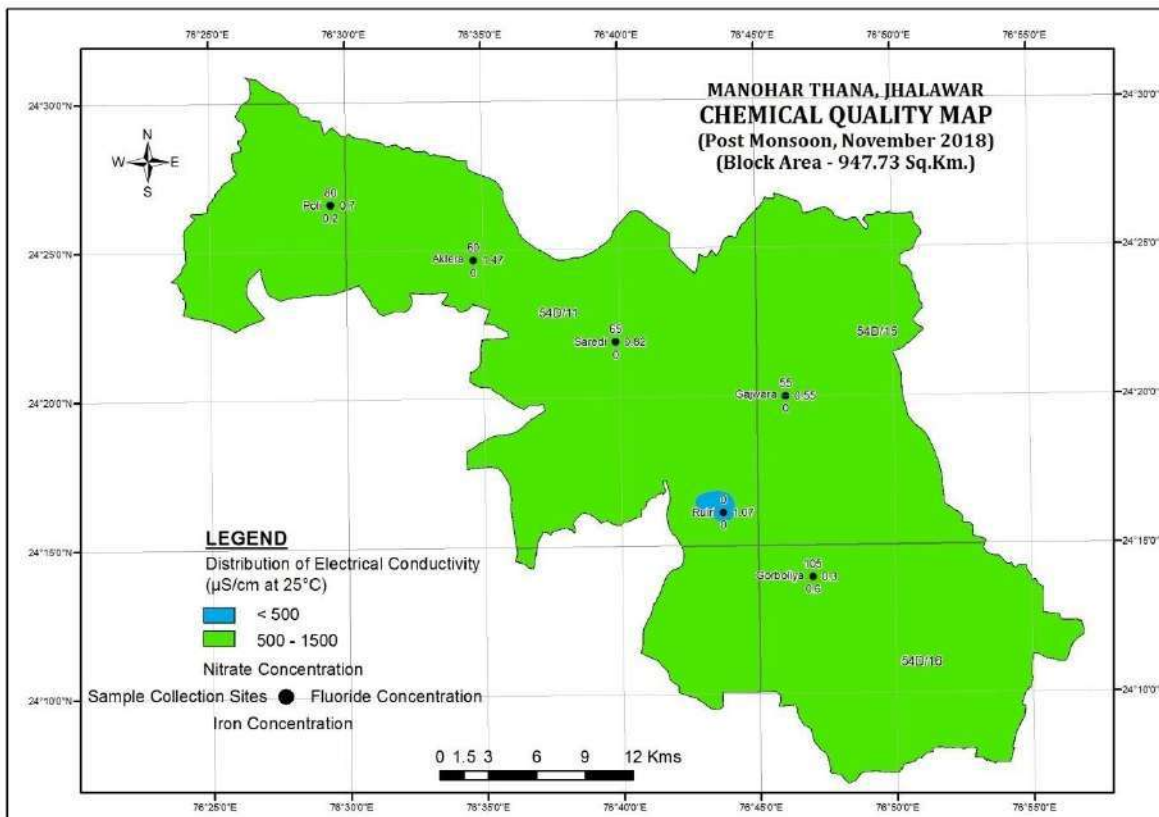 76°25'0"E 76°30'0"E 76°35'0"E 76°40'0"E 76°45'0"E 76°50'0"E 76°55'0"E
MANOHAR THANA, JHALAWAR
CHEMICAL QUALITY MAP
(Post Monsoon, November 2018)
(Block Area - 947.73 Sq.Km.)
24°30'0"N 24°30'0"N
N
W E
S
60
Poli 0.7
0.2
24°25'0"N 24°25'0"N
60
Aklera 1.47
0
54D/11
54D/15
65
Saredi 0.82
0
55
Gajwara 0.55
0
24°20'0"N 24°20'0"N
0
1.07
0
24°15'0"N 24°15'0"N
105
Gorboliya 0.3
0.6
54D/16
24°10'0"N 24°10'0"N
LEGEND
Distribution of Electrical Conductivity
(µS/cm at 25°C)
< 500
500 - 1500
Nitrate Concentration
Sample Collection Sites Fluoride Concentration
Iron Concentration
0 1.5 3 6 9 12 Kms
76°25'0"E 76°30'0"E 76°35'0"E 76°40'0"E 76°45'0"E 76°50'0"E 76°55'0"E